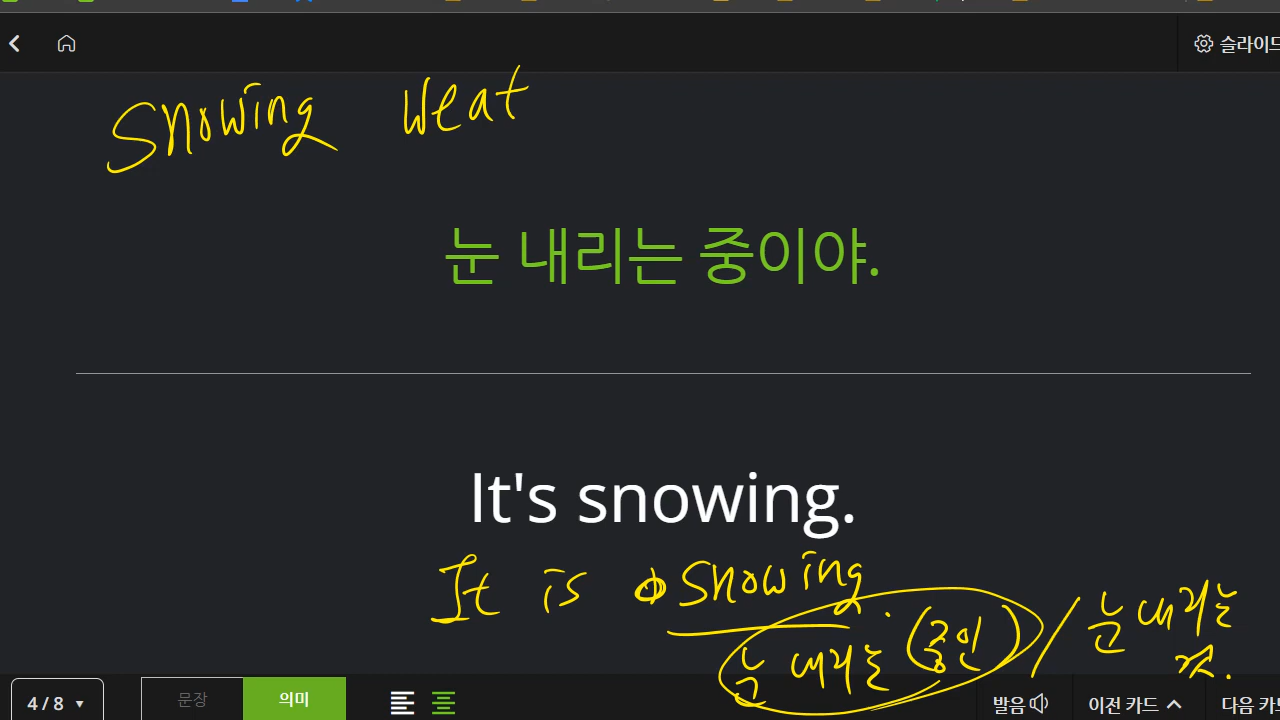 슬라이드
Snowing Weat
눈 내리는 중이야.
It's snowing.
It is snowing
눈 내리는 (중인) / 눈 내리는 것.
4 / 8 문장 의미 발음 이전 카드 다음 카